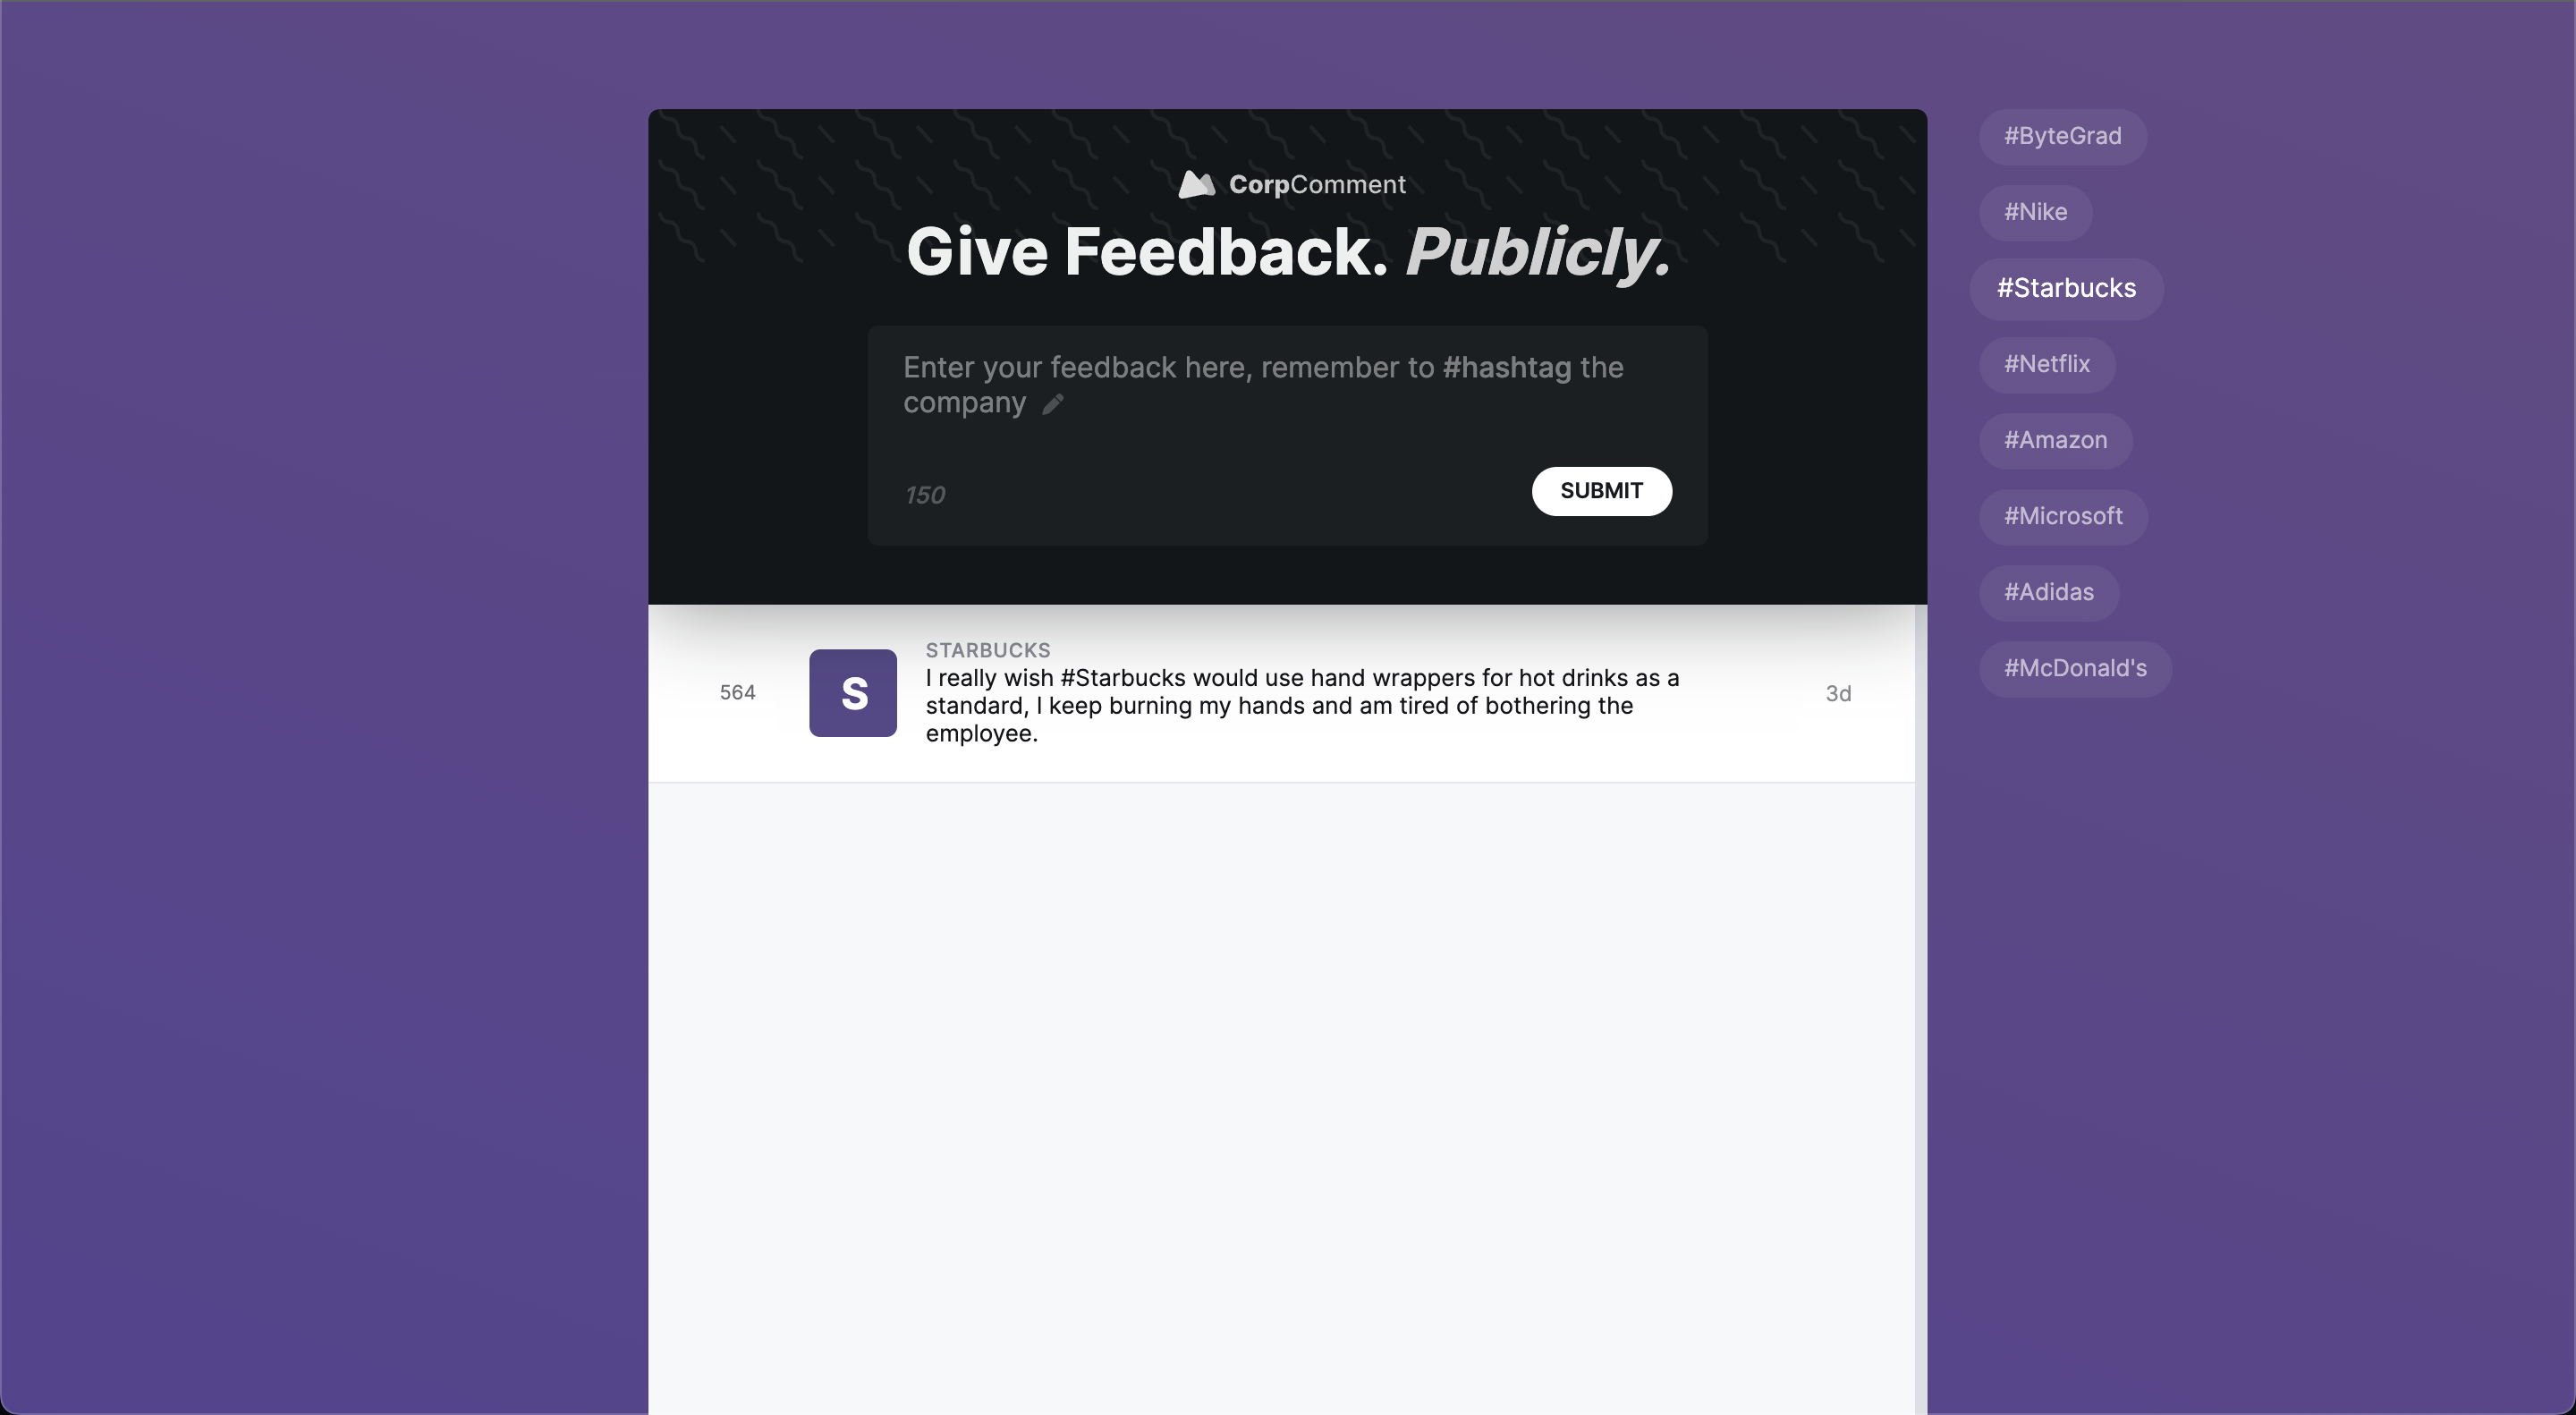 CorpComment
Give Feedback. Publicly.
Enter your feedback here, remember to #hashtag the
company
150
SUBMIT
564
S
STARBUCKS
I really wish #Starbucks would use hand wrappers for hot drinks as a
standard, I keep burning my hands and am tired of bothering the
employee.
3d
#ByteGrad
#Nike
#Starbucks
#Netflix
#Amazon
#Microsoft
#Adidas
#McDonald's